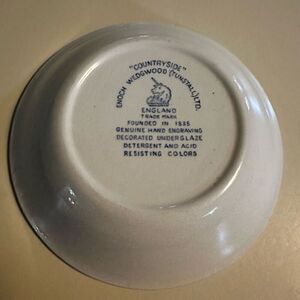 "COUNTRYSIDE"
ENOCH WEDGWOOD (TUNSTALL) LTD.
ENGLAND
TRADE MARK
FOUNDED IN 1835
GENUINE HAND ENGRAVING
DECORATED UNDERGLAZE
DETERGENT AND ACID
RESISTING COLORS